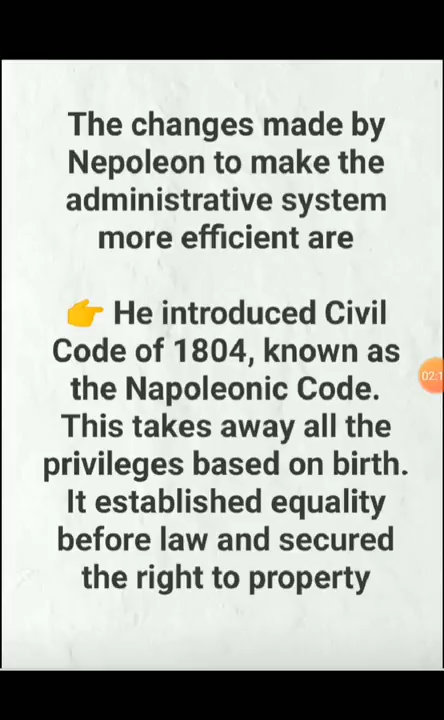 The changes made by
Nepoleon to make the
administrative system
more efficient are
👉 He introduced Civil
Code of 1804, known as
the Napoleonic Code.
This takes away all the
privileges based on birth.
It established equality
before law and secured
the right to property
02:1